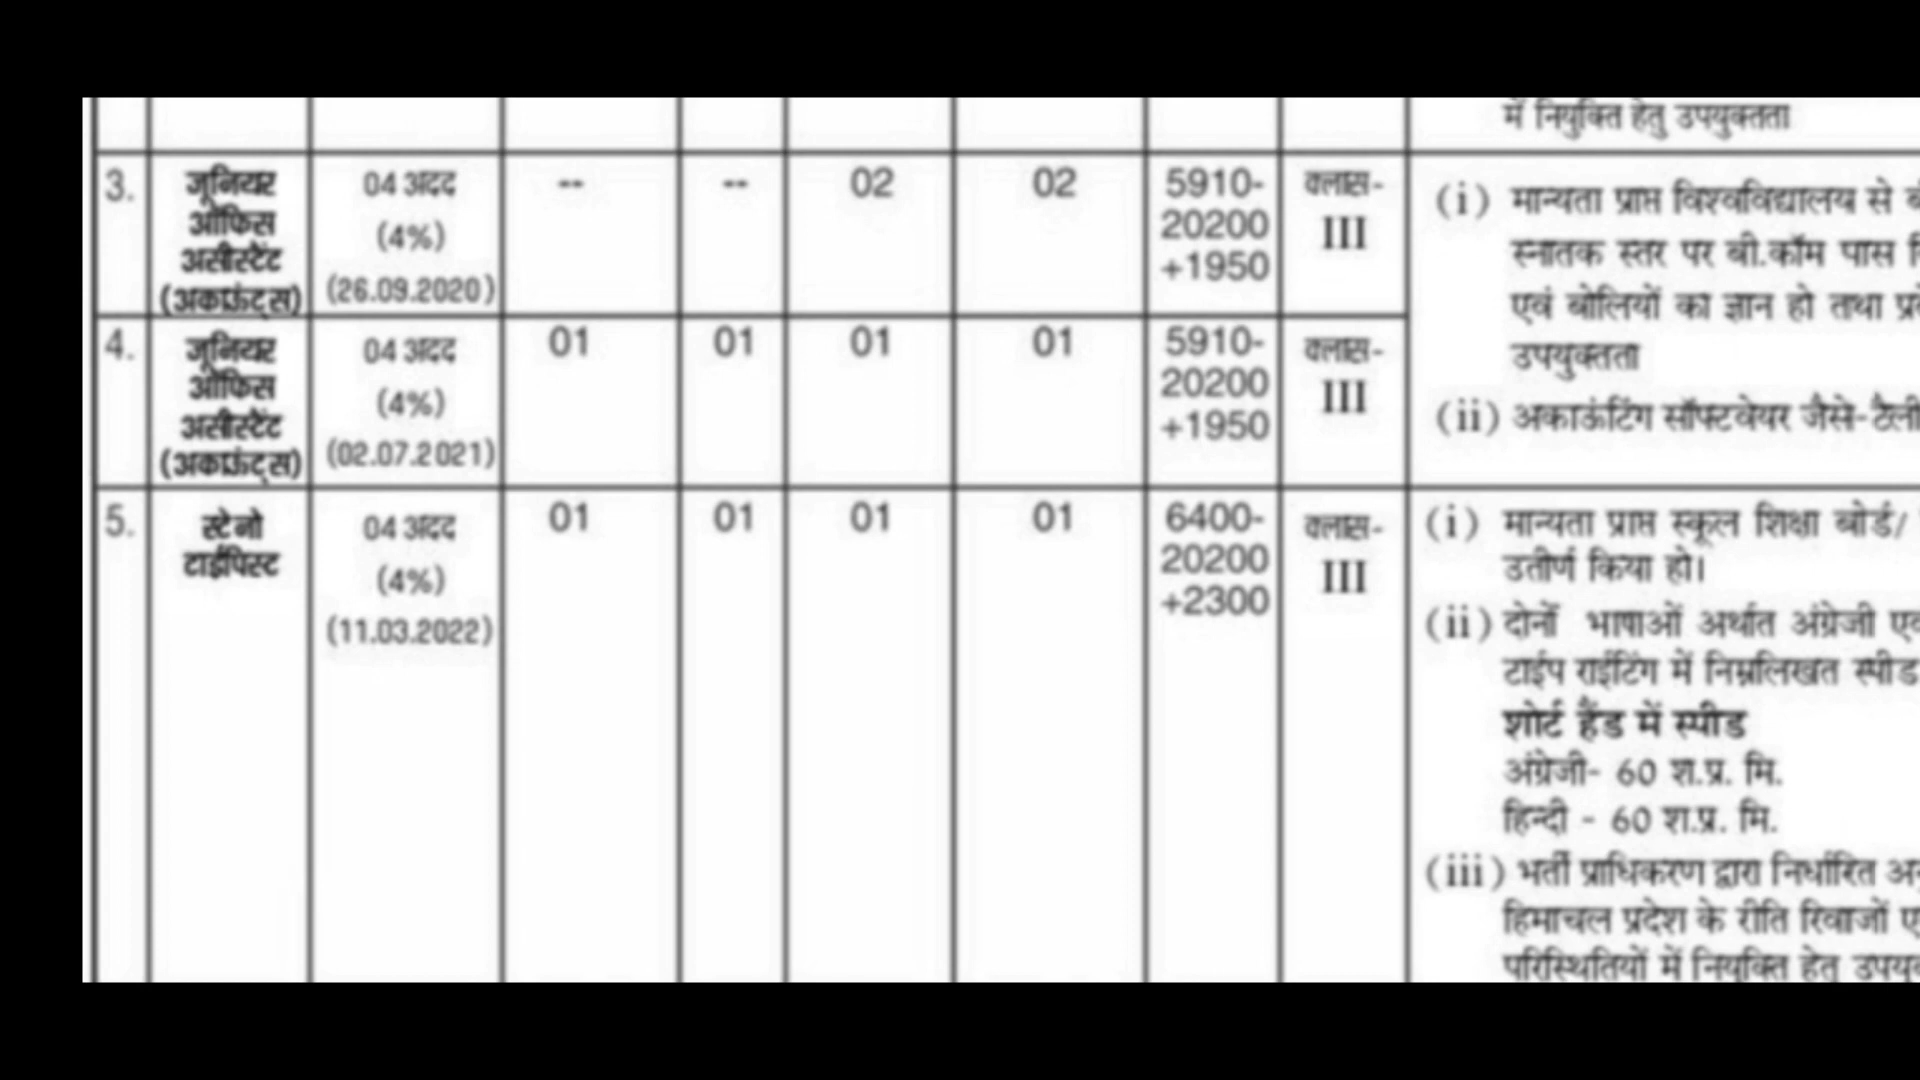 में नियुक्ति हेतु उपयुक्तता
3. जूनियर ऑफिस असीस्टैंट (अकाऊंट्स)
04 अदद
(4%)
(26.09.2020)
--
--
02
02
5910-
20200
+1950
क्लास-
III
(i) मान्यता प्राप्त विश्वविद्यालय से
स्नातक स्तर पर बी.कॉम पास
एवं बोलियों का ज्ञान हो तथा
उपयुक्तता
(ii) अकाऊंटिंग सॉफ्टवेयर जैसे-टैली
4. जूनियर ऑफिस असीस्टैंट (अकाऊंट्स)
04 अदद
(4%)
(02.07.2021)
01
01
01
01
5910-
20200
+1950
क्लास-
III
5. स्टेनो टाईपिस्ट
04 अदद
(4%)
(11.03.2022)
01
01
01
01
6400-
20200
+2300
क्लास-
III
(i) मान्यता प्राप्त स्कूल शिक्षा बोर्ड/
उतीर्ण किया हो।
(ii) दोनों भाषाओं अर्थात अंग्रेजी
टाईप राईटिंग में निम्नलिखत स्पीड
शोर्ट हैंड में स्पीड
अंग्रेजी- 60 श.प्र. मि.
हिन्दी - 60 श.प्र. मि.
(iii) भर्ती प्राधिकरण द्वारा निर्धारित
हिमाचल प्रदेश के रीति रिवाजों
परिस्थितियों में नियुक्ति हेतु